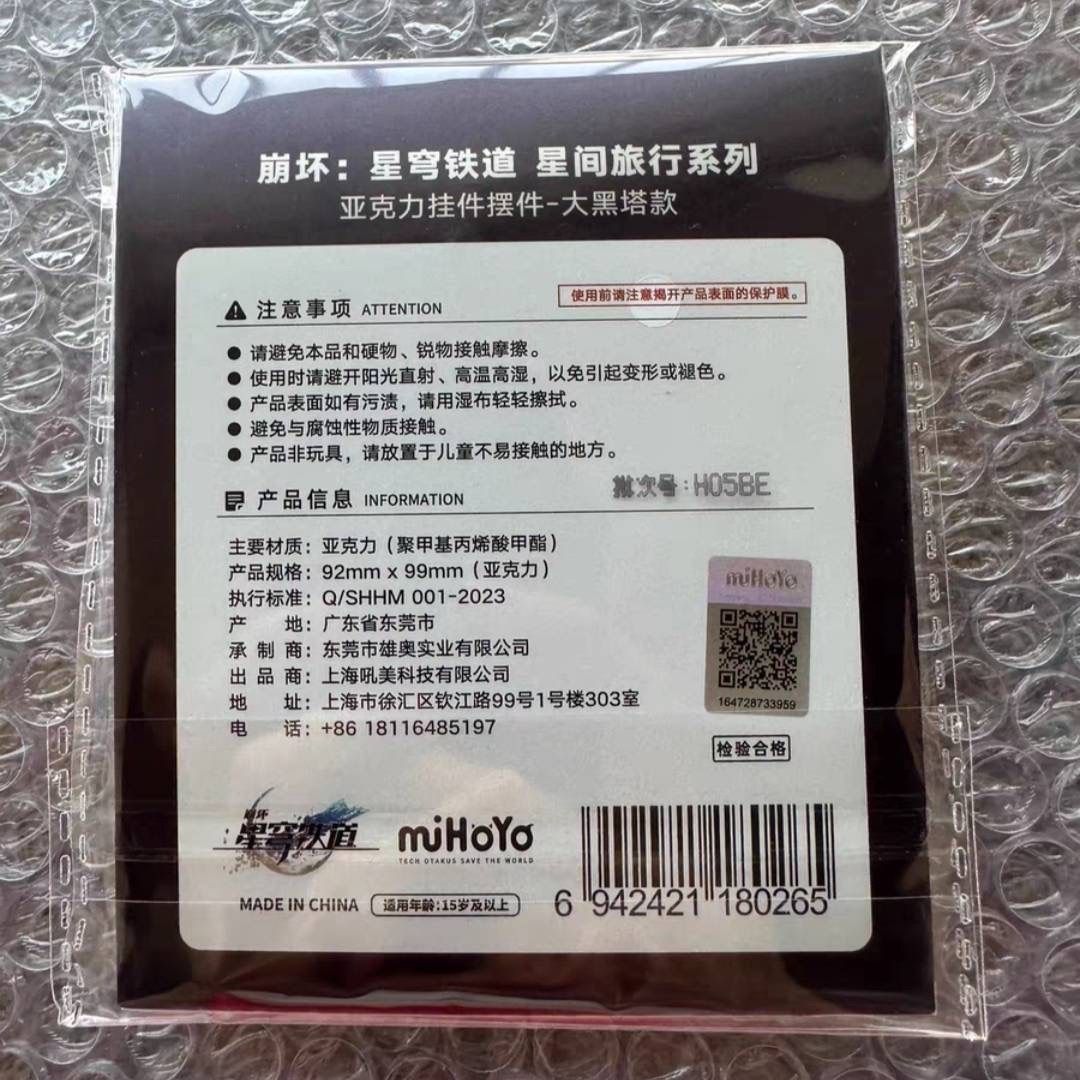 崩坏：星穹铁道 星间旅行系列
亚克力挂件摆件-大黑塔款
注意事项 ATTENTION
使用前请注意揭开产品表面的保护膜。
● 请避免本品和硬物、锐物接触摩擦。
● 使用时请避开阳光直射、高温高湿，以免引起变形或褪色。
● 产品表面如有污渍，请用湿布轻轻擦拭。
● 避免与腐蚀性物质接触。
● 产品非玩具，请放置于儿童不易接触的地方。
批次号:H05BE
产品信息 INFORMATION
主要材质：亚克力（聚甲基丙烯酸甲酯）
产品规格：92mm x 99mm（亚克力）
执行标准：Q/SHHM 001-2023
产 地：广东省东莞市
承 制 商：东莞市雄奥实业有限公司
出 品 商：上海吼美科技有限公司
地 址：上海市徐汇区钦江路99号1号楼303室
电 话：+86 18116485197
miHoYo
164728733959
检验合格
崩坏
星穹铁道
miHoYo
TECH OTAKUS SAVE THE WORLD
MADE IN CHINA
适用年龄:15岁及以上
6 942421 180265